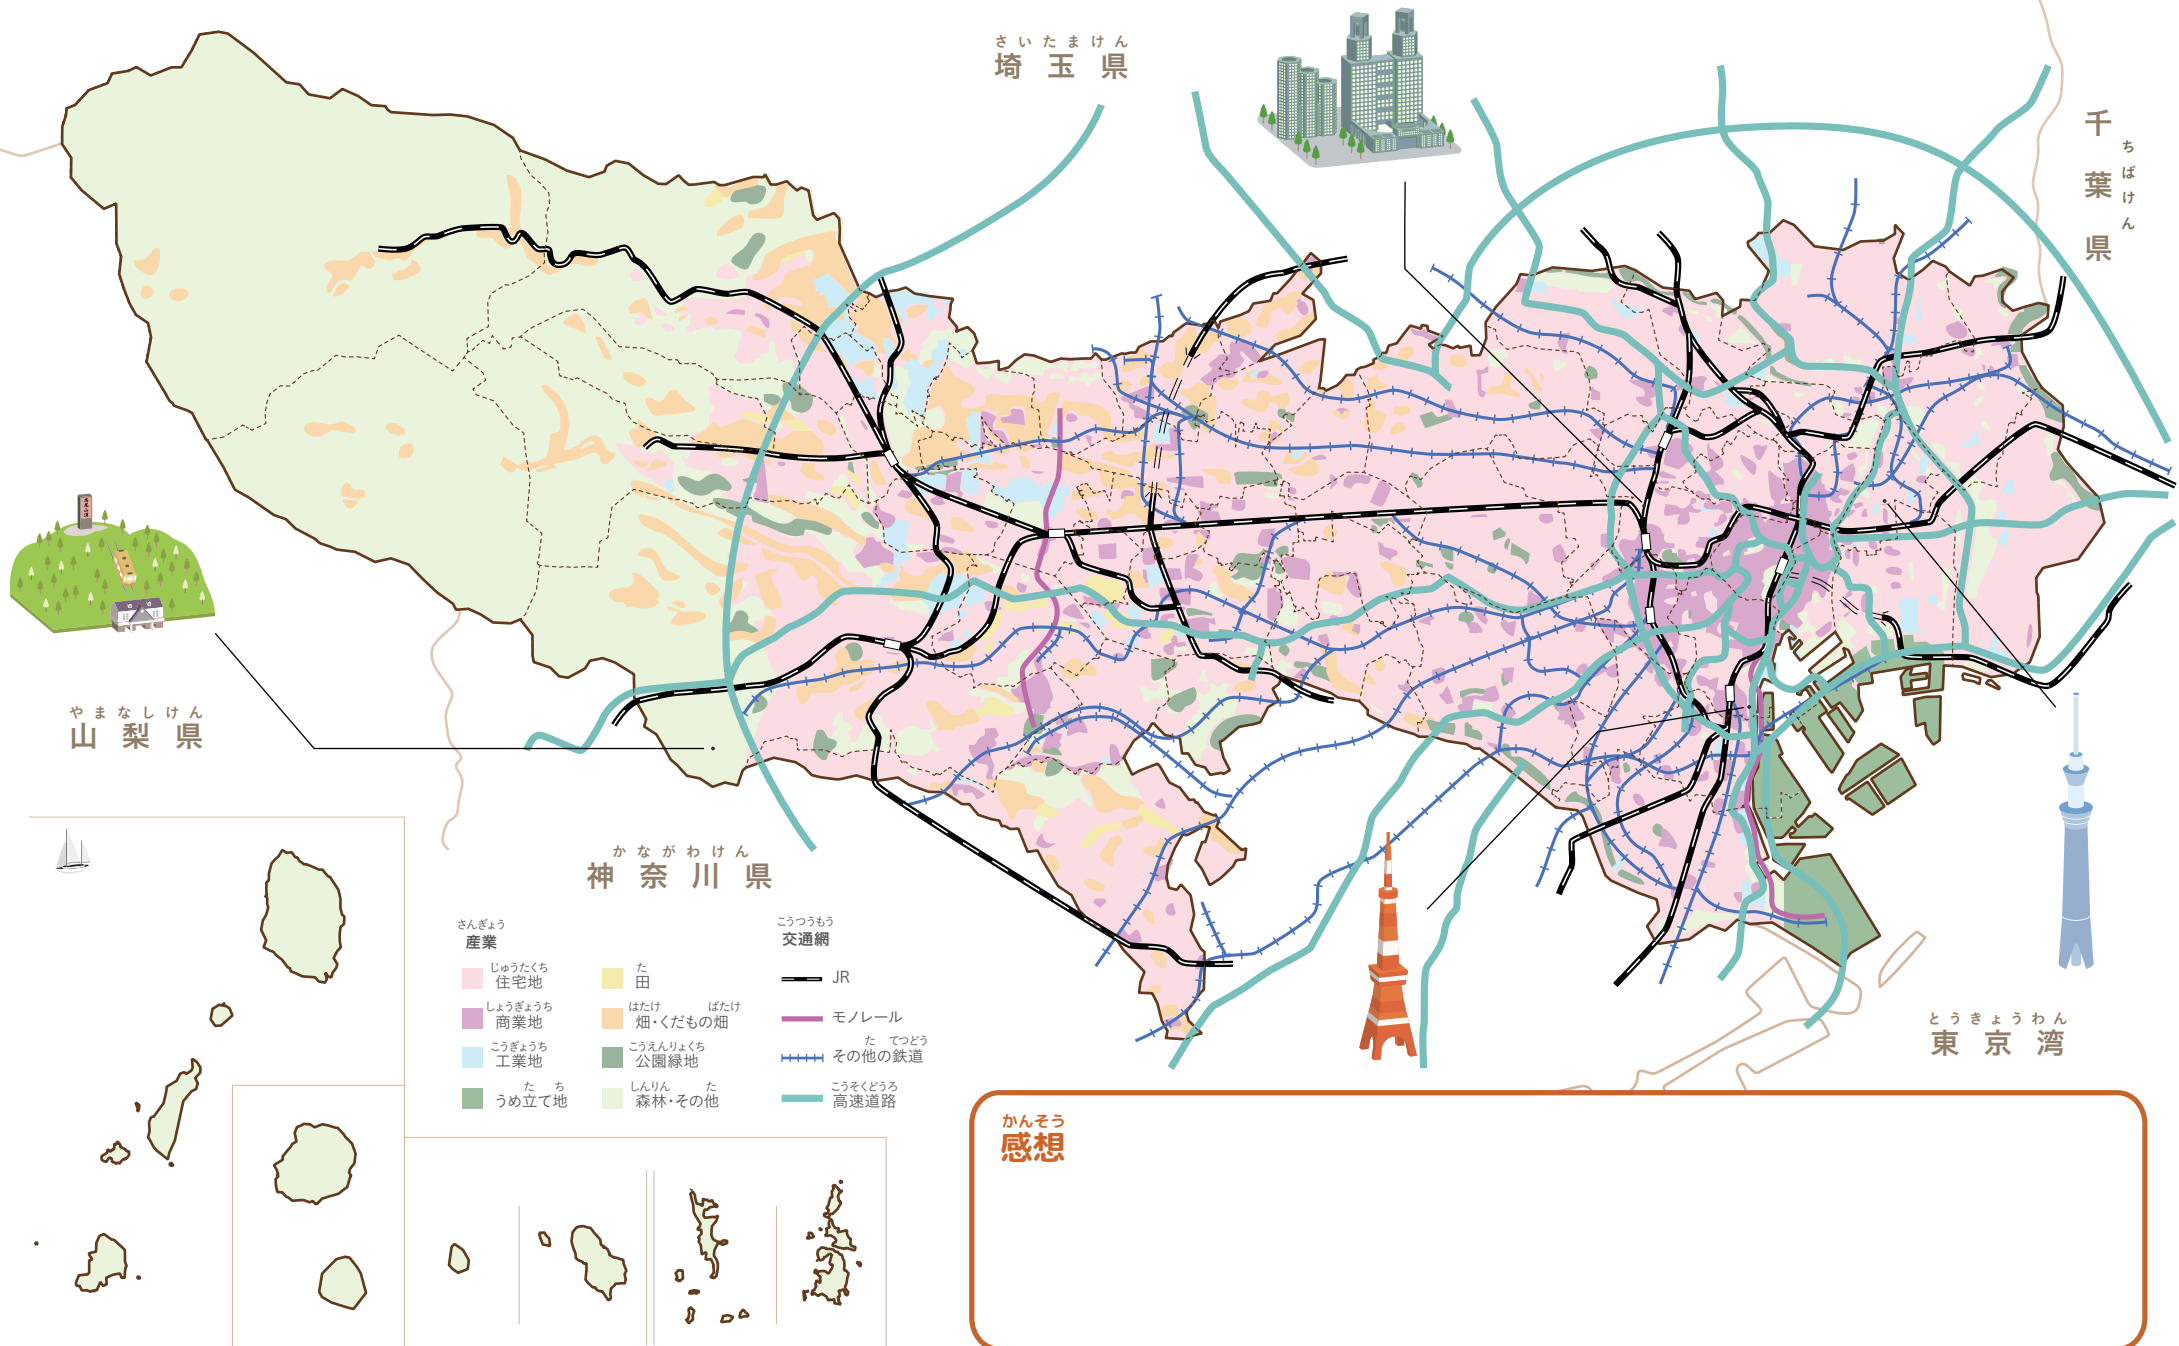 さいたまけん
埼玉県
ちばけん
千葉県
やまなしけん
山梨県
かながわけん
神奈川県
とうきょうわん
東京湾
さんぎょう
産業
じゅうたくち
住宅地
しょうぎょうち
商業地
こうぎょうち
工業地
た ち
うめ立て地
た
田
はたけ ばたけ
畑・くだもの畑
こうえんりょくち
公園緑地
しんりん た
森林・その他
こうつうもう
交通網
JR
モノレール
た てつどう
その他の鉄道
こうそくどうろ
高速道路
かんそう
感想